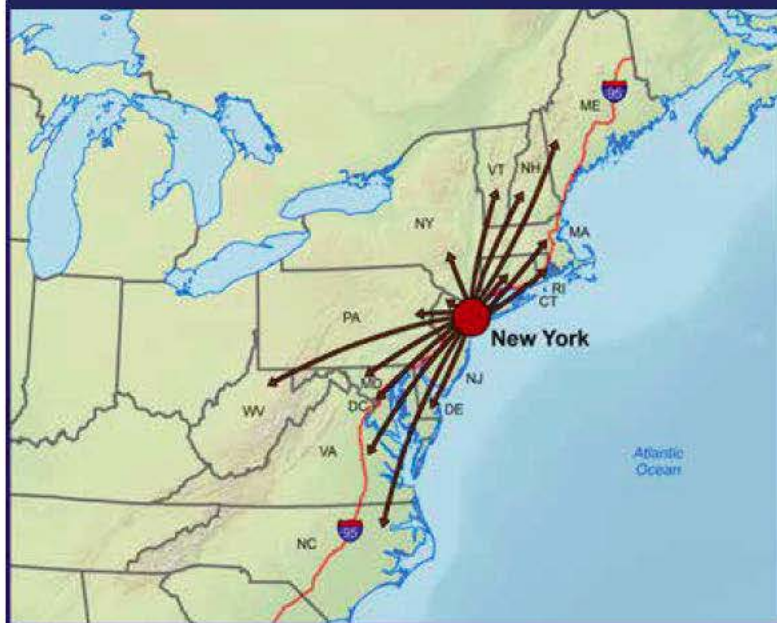 95
ME
VT
NH
NY
MA
RI
CT
PA
New York
NJ
MD
DC
DE
WV
VA
Atlantic
Ocean
95
NC